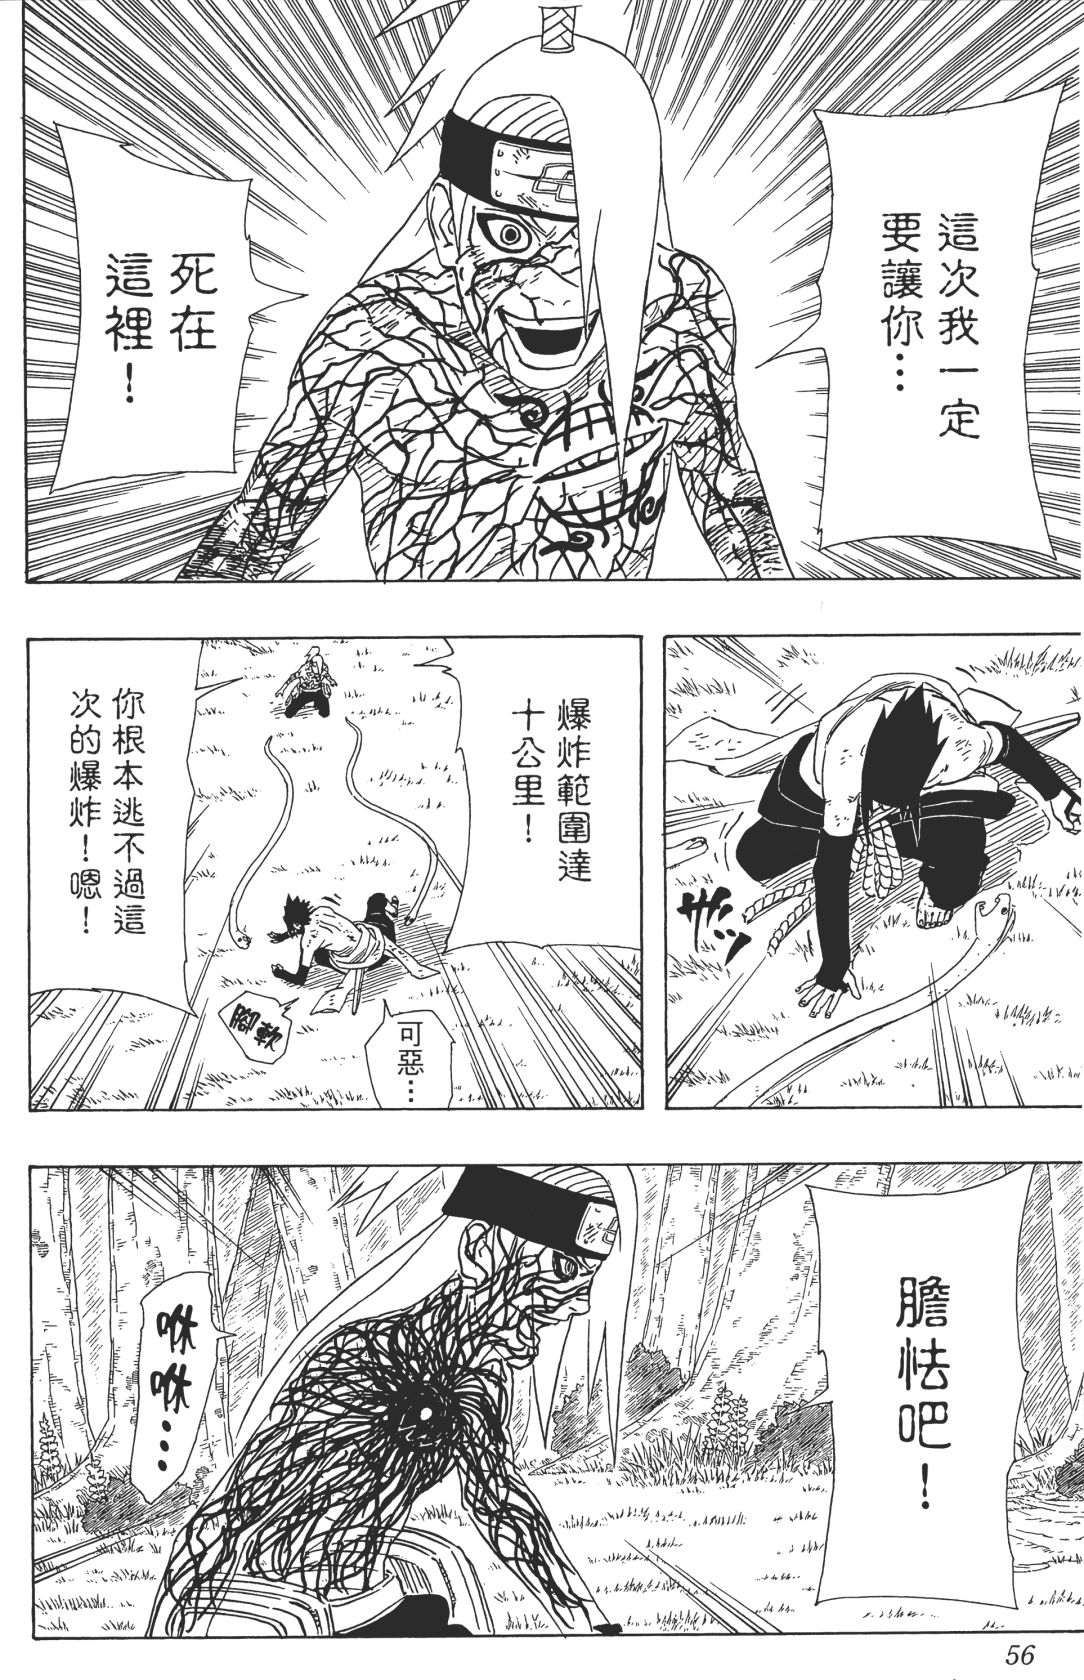 這次我一定
要讓你…
死在
這裡！
ザッ
爆炸範圍達
十公里！
你根本逃不過這
次的爆炸！嗯！
可惡…
腳軟
膽怯吧！
咻咻…
56